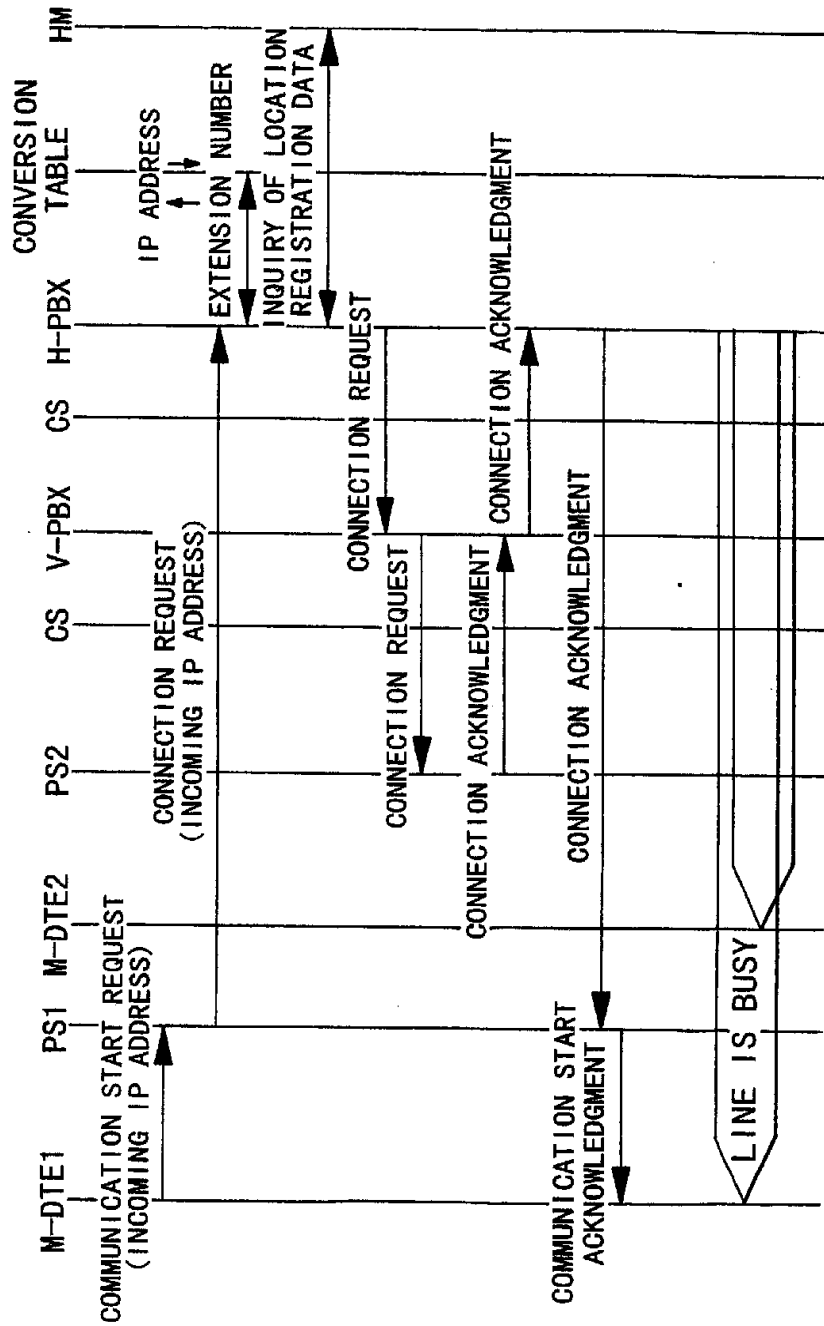 M-DTE1
PS1
M-DTE2
PS2
CS
V-PBX
CS
H-PBX
CONVERSION
TABLE
HM
COMMUNICATION START REQUEST
(INCOMING IP ADDRESS)
CONNECTION REQUEST
(INCOMING IP ADDRESS)
IP ADDRESS
EXTENSION NUMBER
INQUIRY OF LOCATION
REGISTRATION DATA
CONNECTION REQUEST
CONNECTION REQUEST
CONNECTION ACKNOWLEDGMENT
CONNECTION ACKNOWLEDGMENT
CONNECTION ACKNOWLEDGMENT
COMMUNICATION START
ACKNOWLEDGMENT
LINE IS BUSY